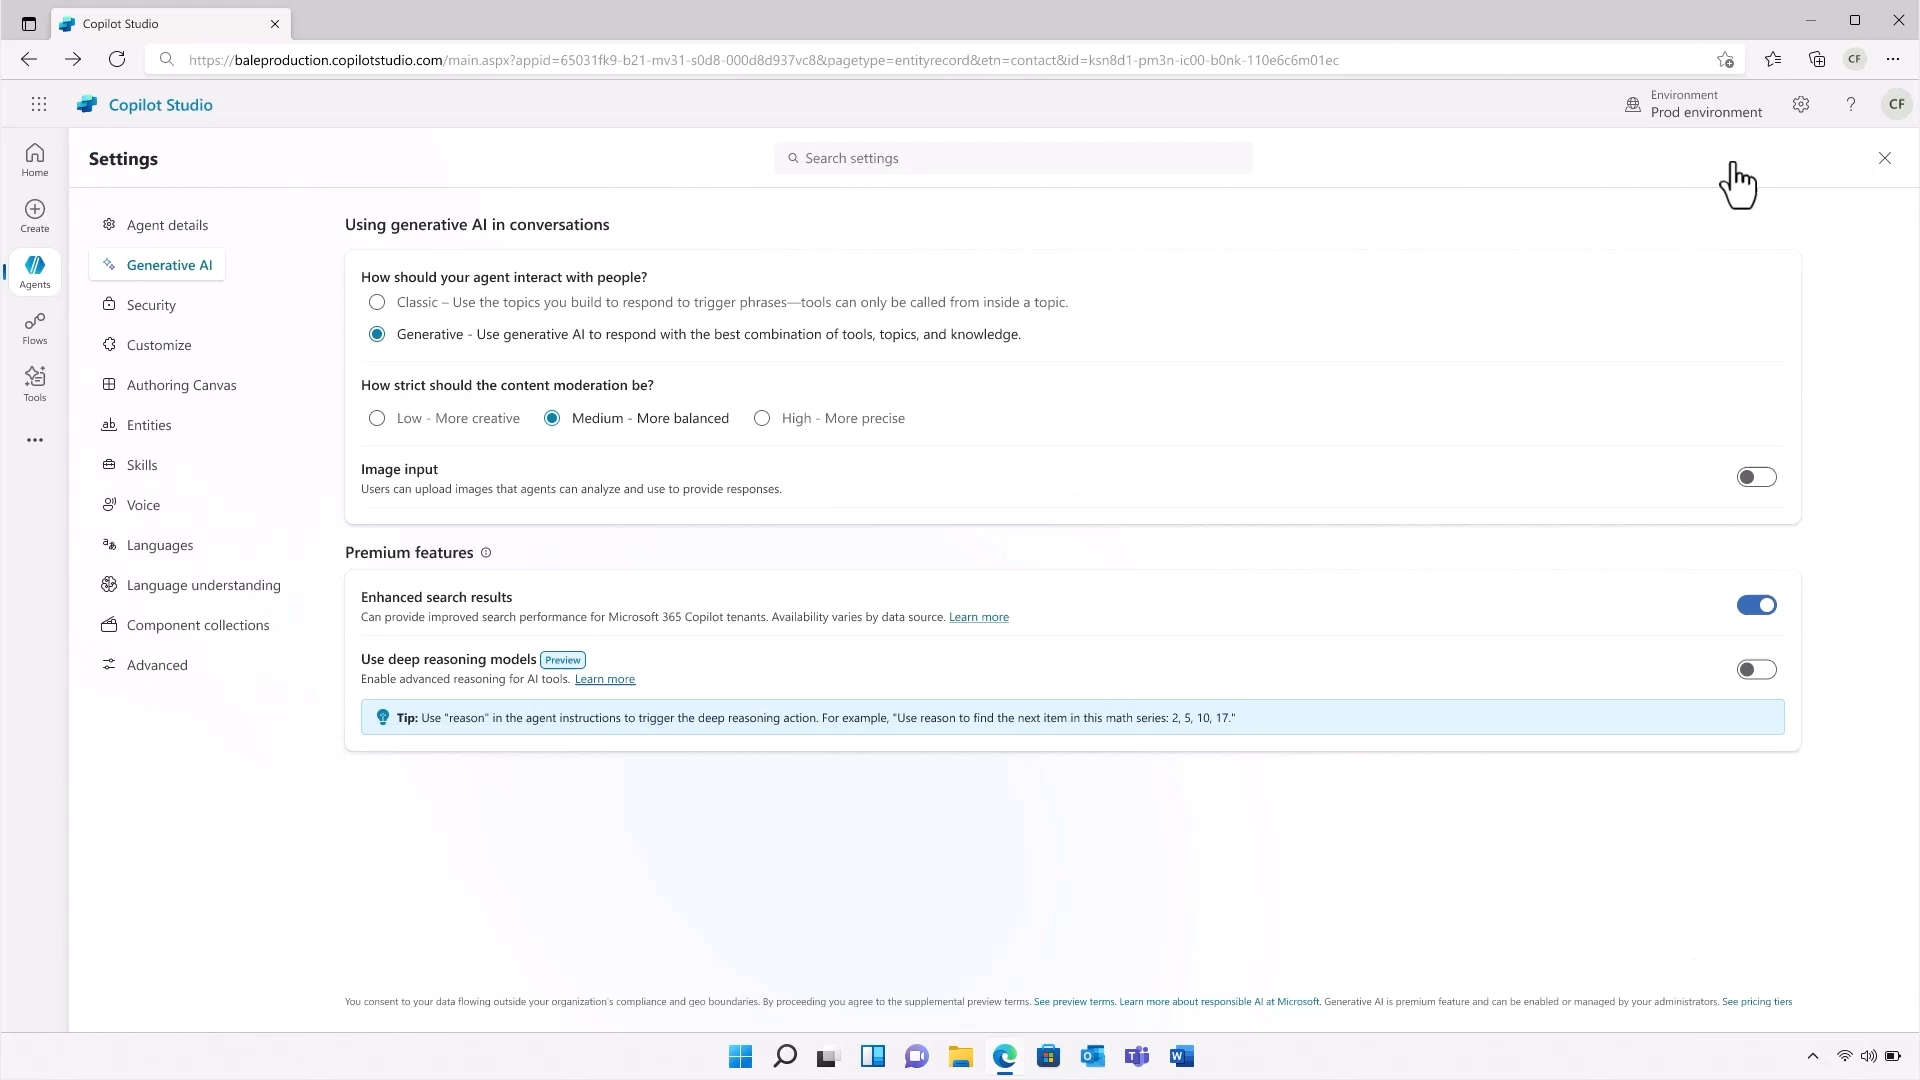 Copilot Studio
https://baleproduction.copilotstudio.com/main.aspx?appid=65031fk9-b21-mv31-s0d8-000d8d937vc8&pagetype=entityrecord&etn=contact&id=ksn8d1-pm3n-ic00-b0nk-110e6c6m01ec
CF
Copilot Studio
Environment
Prod environment
?
CF
Home
Create
Agents
Flows
Tools
Settings
Search settings
Agent details
Generative AI
Security
Customize
Authoring Canvas
Entities
Skills
Voice
Languages
Language understanding
Component collections
Advanced
Using generative AI in conversations
How should your agent interact with people?
Classic – Use the topics you build to respond to trigger phrases—tools can only be called from inside a topic.
Generative - Use generative AI to respond with the best combination of tools, topics, and knowledge.
How strict should the content moderation be?
Low - More creative
Medium - More balanced
High - More precise
Image input
Users can upload images that agents can analyze and use to provide responses.
Premium features
Enhanced search results
Can provide improved search performance for Microsoft 365 Copilot tenants. Availability varies by data source. Learn more
Use deep reasoning models Preview
Enable advanced reasoning for AI tools. Learn more
Tip: Use "reason" in the agent instructions to trigger the deep reasoning action. For example, "Use reason to find the next item in this math series: 2, 5, 10, 17."
You consent to your data flowing outside your organization's compliance and geo boundaries. By proceeding you agree to the supplemental preview terms. See preview terms. Learn more about responsible AI at Microsoft. Generative AI is premium feature and can be enabled or managed by your administrators. See pricing tiers